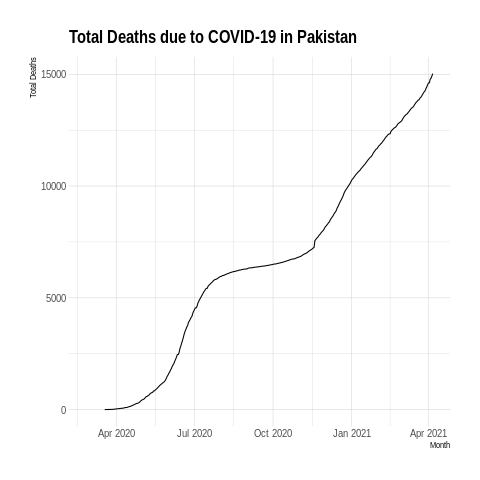 Total Deaths due to COVID-19 in Pakistan
Total Deaths
15000
10000
5000
0
Apr 2020 Jul 2020 Oct 2020 Jan 2021 Apr 2021
Month